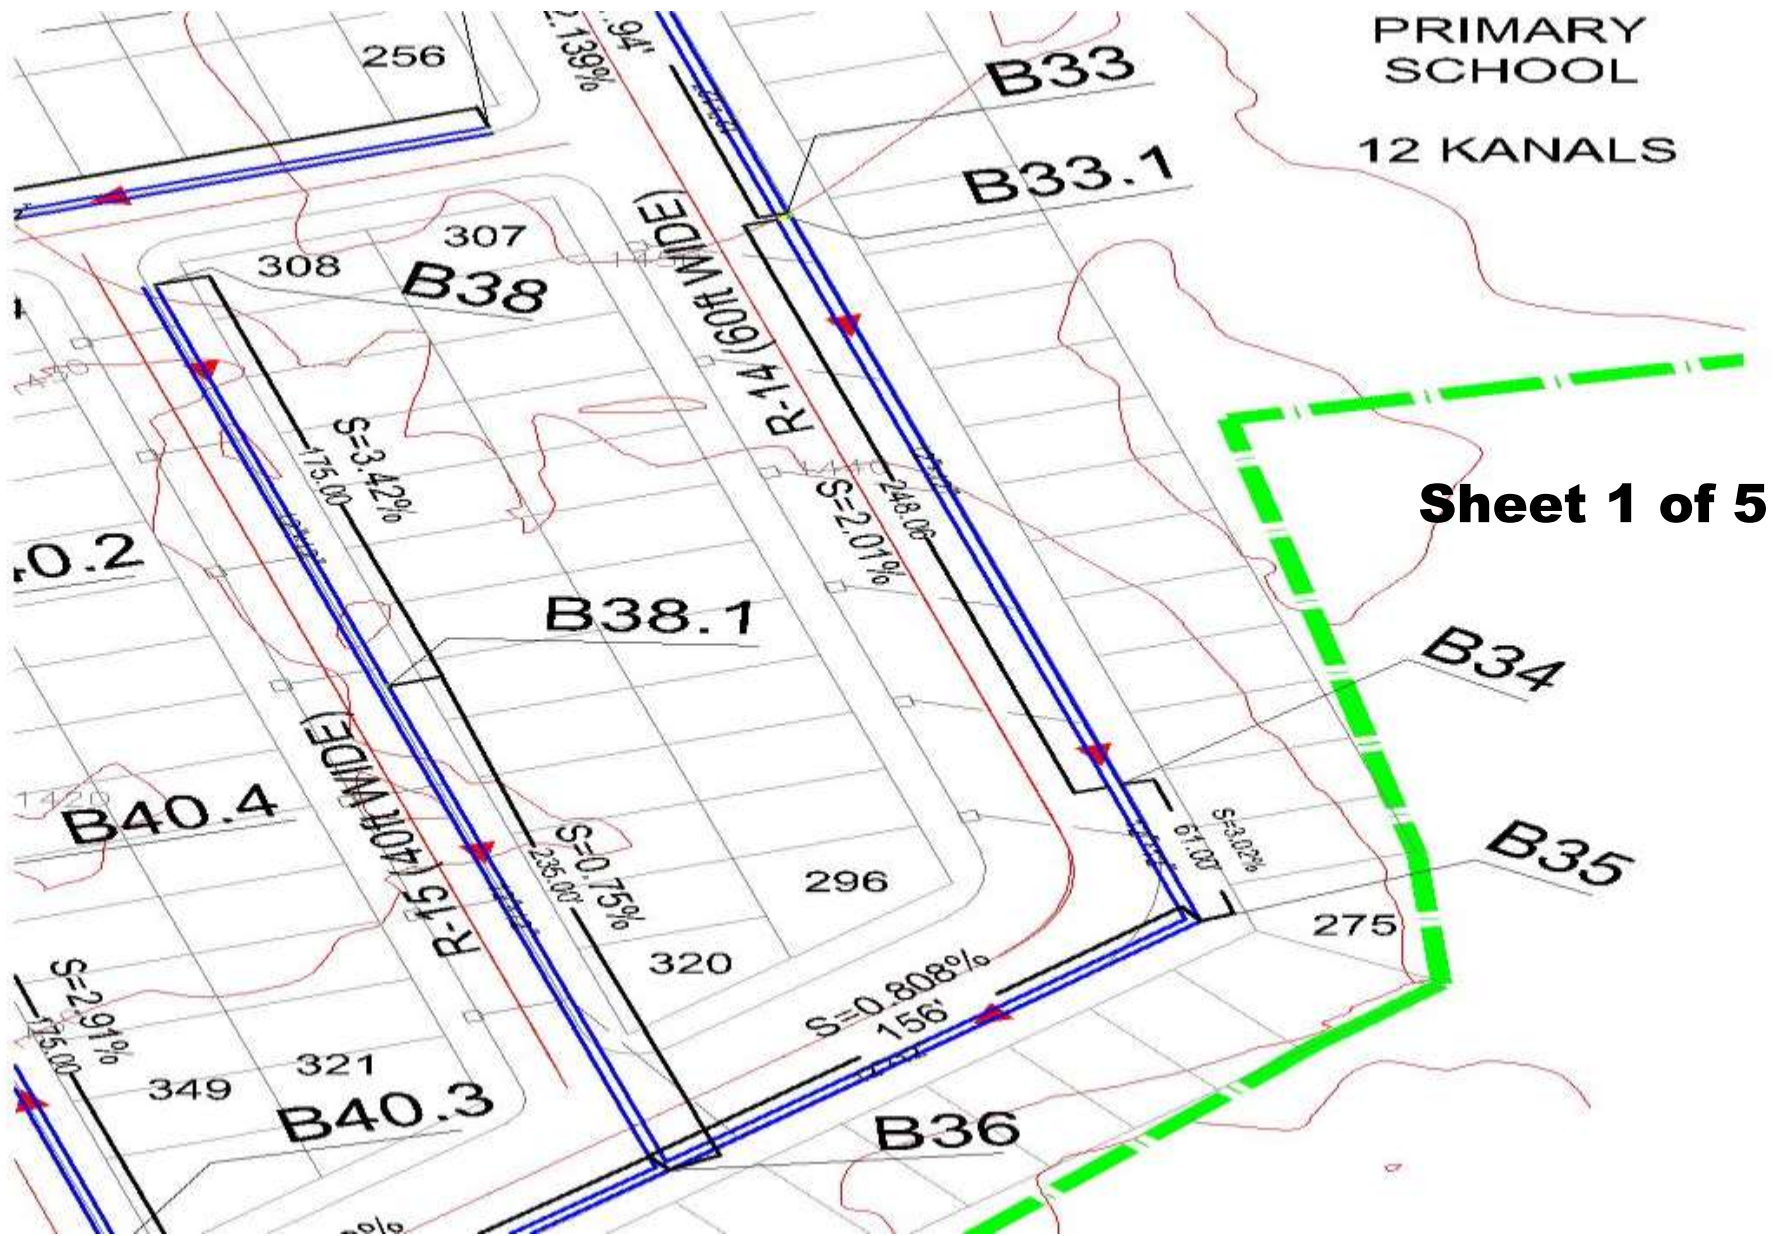 PRIMARY
SCHOOL
12 KANALS
256
.94'
2.139%
B33
B33.1
307
308
B38
R-14 (60ft WIDE)
S=3.42%
175.00
1440
S=2.01%
248.00
Sheet 1 of 5
B38.1
B34
R-15 (40ft WIDE)
1420
B40.4
S=0.75%
235.00'
S=3.02%
61.00'
B35
296
275
320
S=0.808%
156'
S=2.91%
175.00
321
349
B40.3
B36